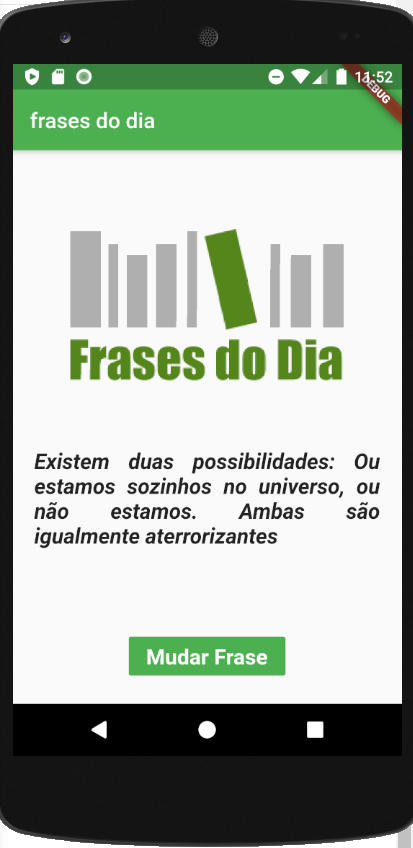 11:52
DEBUG
frases do dia
Frases do Dia
Existem duas possibilidades: Ou
estamos sozinhos no universo, ou
não estamos. Ambas são
igualmente aterrorizantes
Mudar Frase